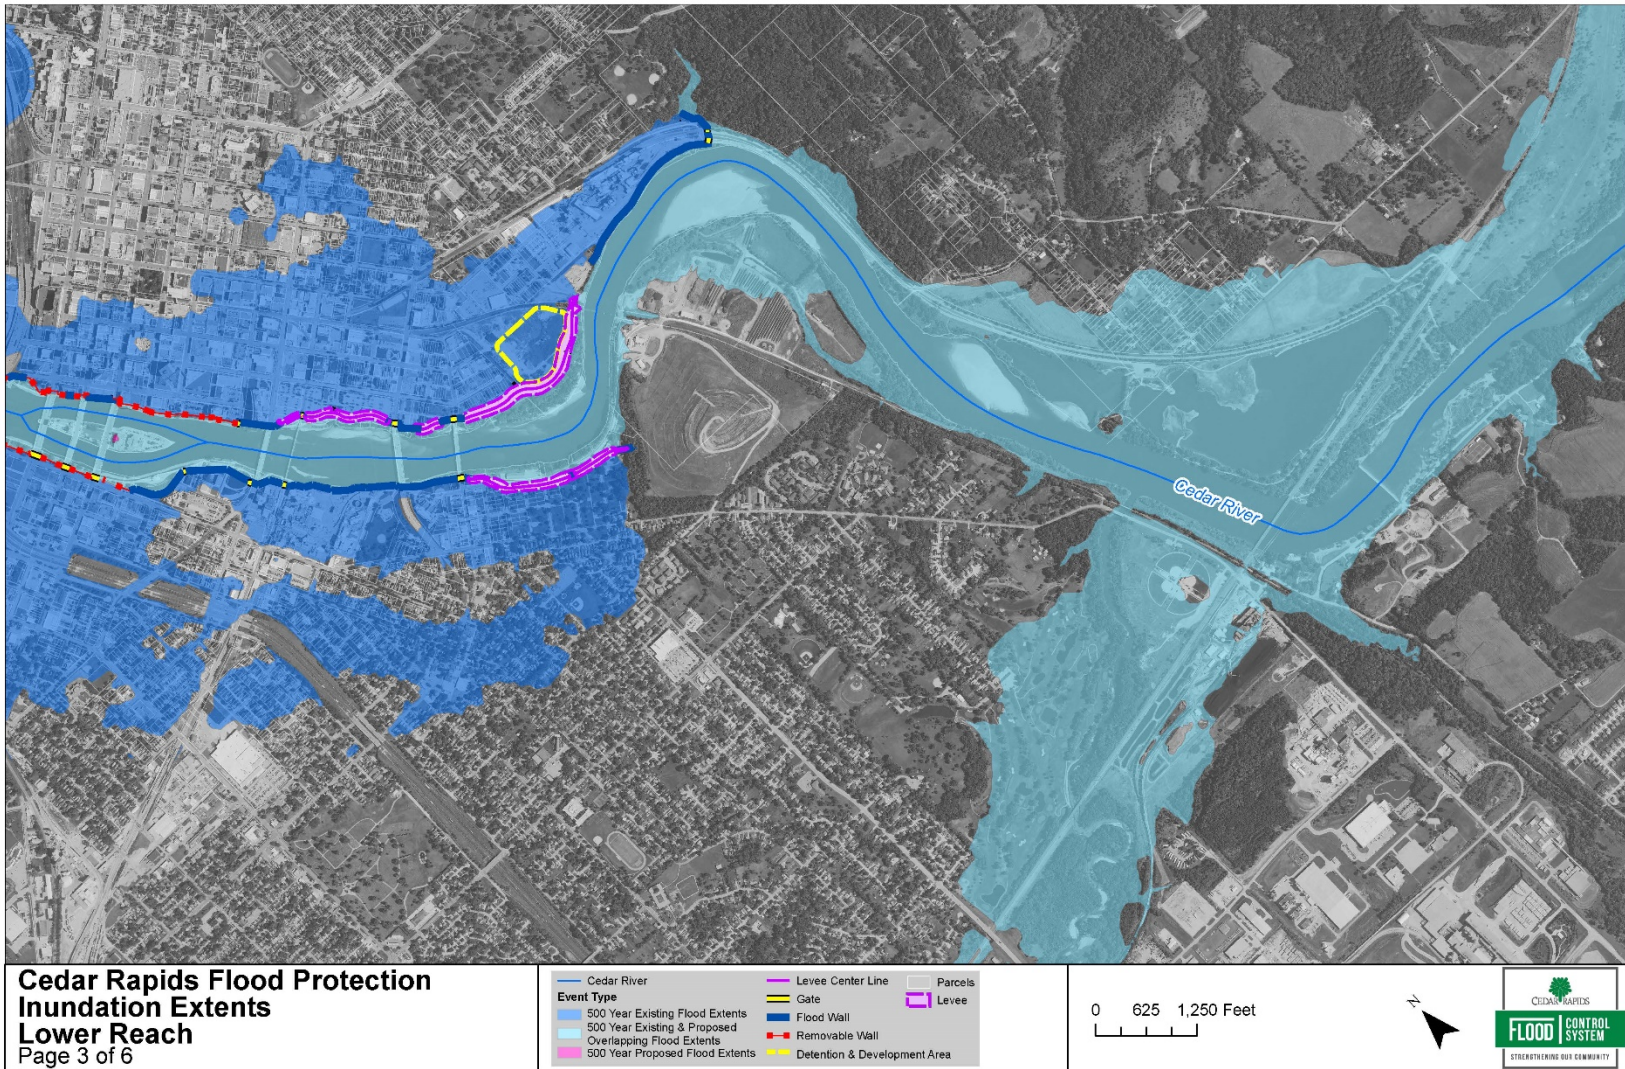 Cedar River
Cedar Rapids Flood Protection
Inundation Extents
Lower Reach
Page 3 of 6
Cedar River
Event Type
500 Year Existing Flood Extents
500 Year Existing & Proposed
Overlapping Flood Extents
500 Year Proposed Flood Extents
Levee Center Line
Gate
Flood Wall
Removable Wall
Detention & Development Area
Parcels
Levee
0 625 1,250 Feet
N
CEDAR RAPIDS
FLOOD CONTROL
SYSTEM
STRENGTHENING OUR COMMUNITY